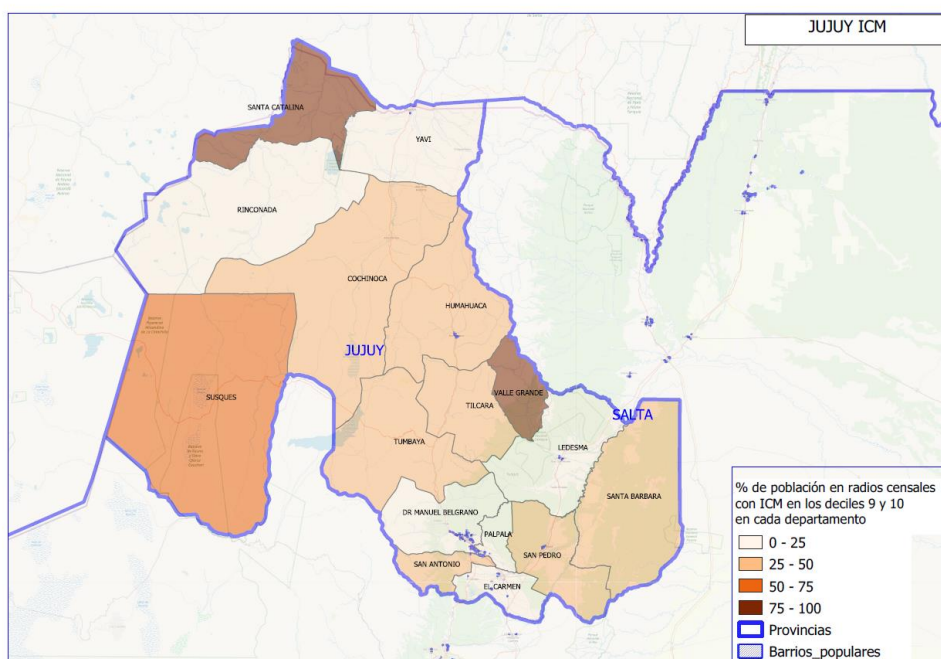 JUJUY ICM
SANTA CATALINA
YAVI
RINCONADA
COCHINOCA
HUMAHUACA
JUJUY
VALLE GRANDE
SUSQUES
TILCARA
SALTA
TUMBAYA
LEDESMA
SANTA BARBARA
DR MANUEL BELGRANO
PALPALA
SAN PEDRO
SAN ANTONIO
EL CARMEN
% de población en radios censales
con ICM en los deciles 9 y 10
en cada departamento
0 - 25
25 - 50
50 - 75
75 - 100
Provincias
Barrios_populares